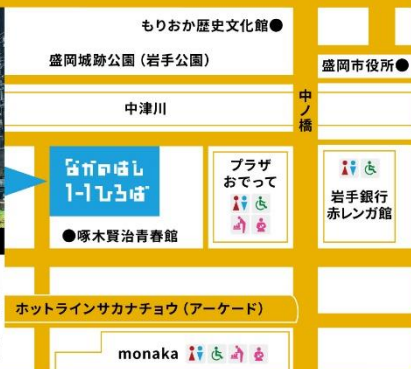 もりおか歴史文化館●
盛岡城跡公園(岩手公園)
盛岡市役所●
中津川
中ノ橋
なかのはし
1-1ひろば
プラザ
おでって
岩手銀行
赤レンガ館
●啄木賢治青春館
ホットラインサカナチョウ(アーケード)
monaka